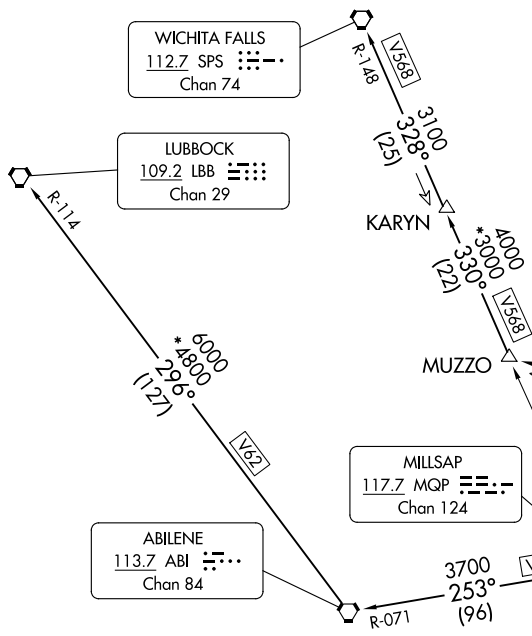 WICHITA FALLS
112.7 SPS
Chan 74
R-148
V568
3100
328°
(25)
LUBBOCK
109.2 LBB
Chan 29
R-114
KARYN
4000
*3000
330°
(22)
V568
MUZZO
6000
*4800
296°
(127)
V62
MILLSAP
117.7 MQP
Chan 124
ABILENE
113.7 ABI
Chan 84
R-071
3700
253°
(96)
V